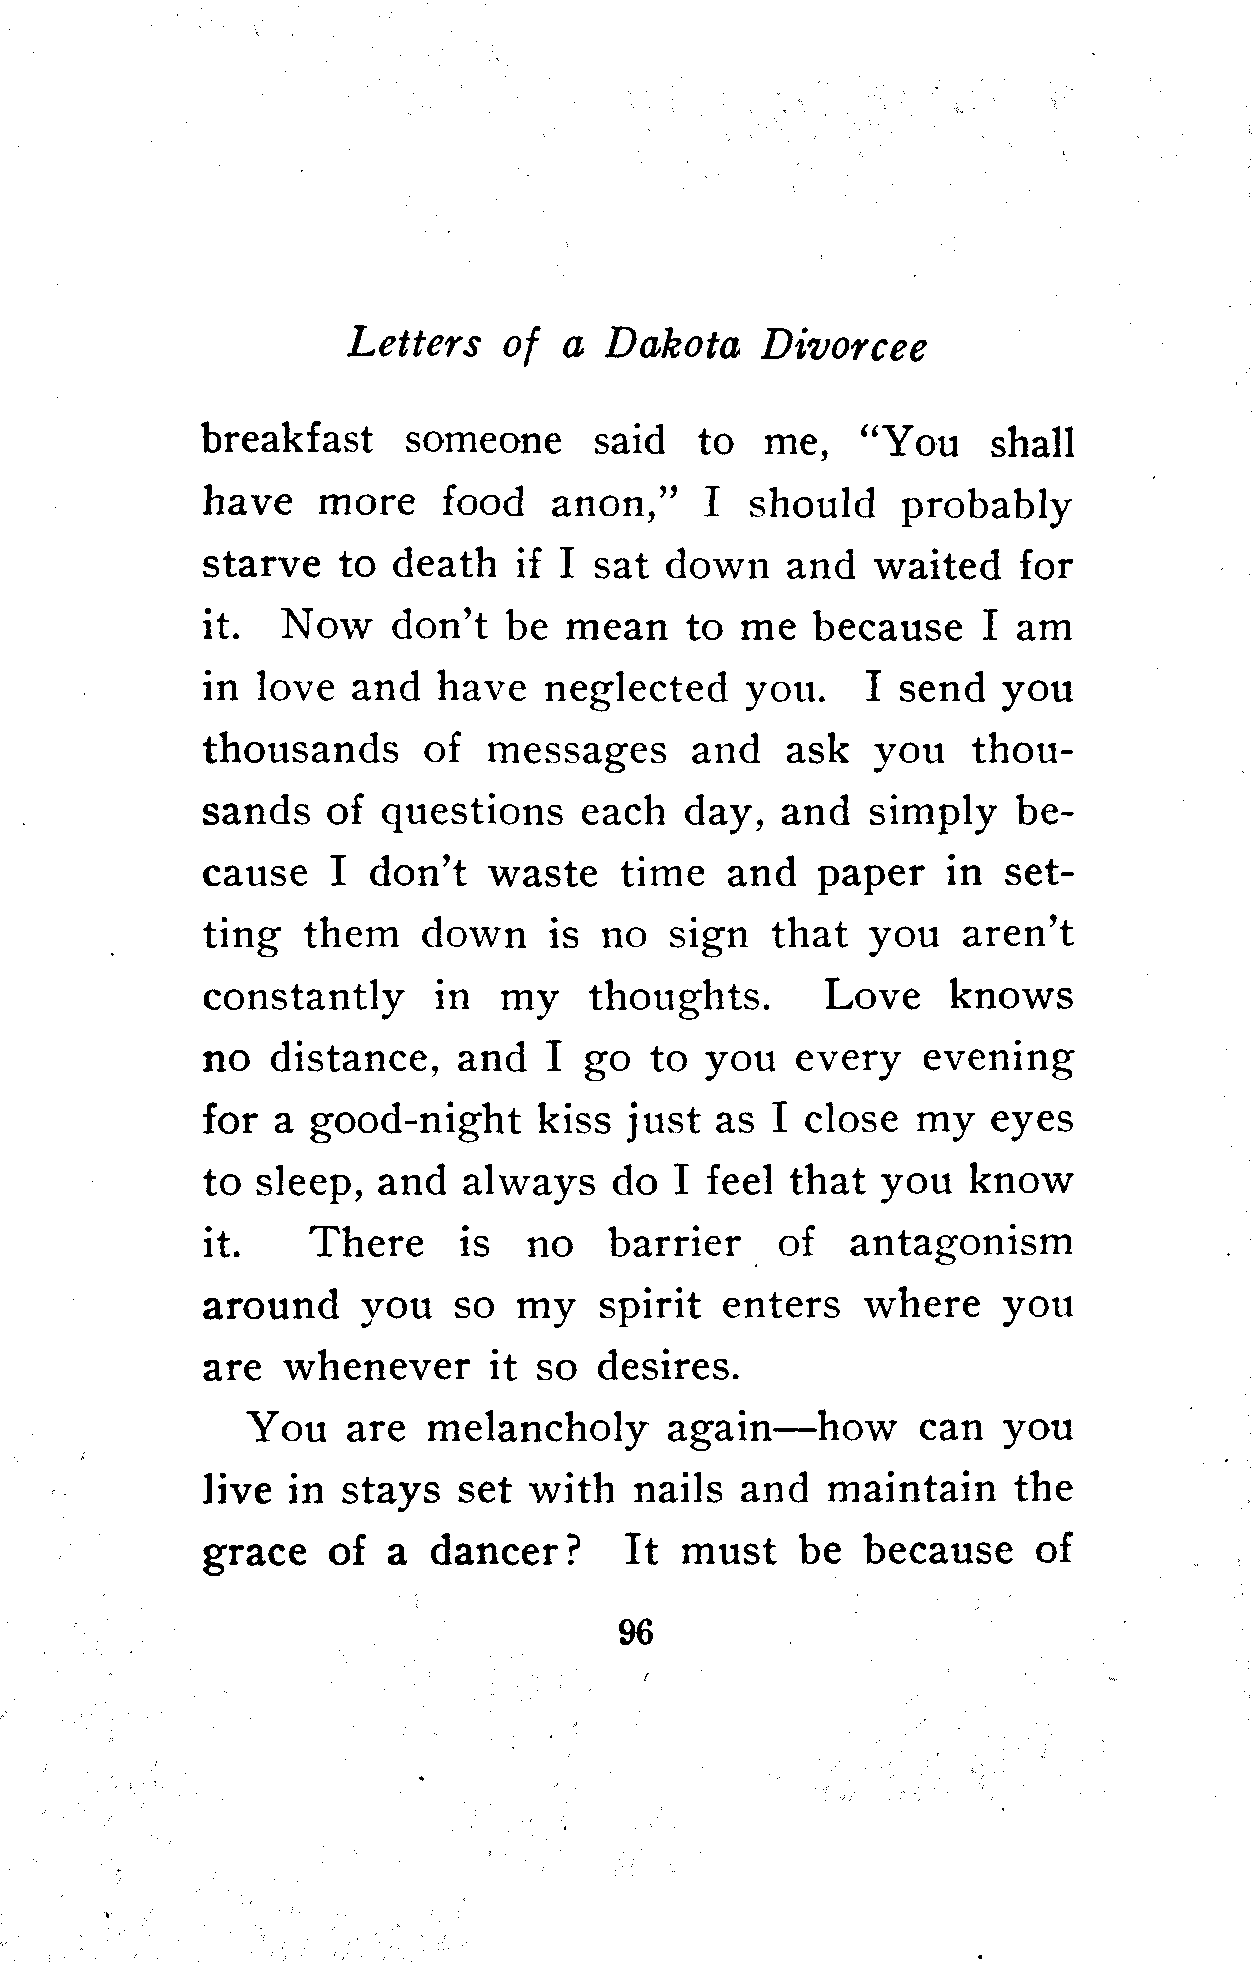 Letters of a Dakota Divorcee
breakfast someone said to me, “You shall
have more food anon,” I should probably
starve to death if I sat down and waited for
it. Now don’t be mean to me because I am
in love and have neglected you. I send you
thousands of messages and ask you thou-
sands of questions each day, and simply be-
cause I don’t waste time and paper in set-
ting them down is no sign that you aren’t
constantly in my thoughts. Love knows
no distance, and I go to you every evening
for a good-night kiss just as I close my eyes
to sleep, and always do I feel that you know
it. There is no barrier of antagonism
around you so my spirit enters where you
are whenever it so desires.
You are melancholy again—how can you
live in stays set with nails and maintain the
grace of a dancer? It must be because of
96